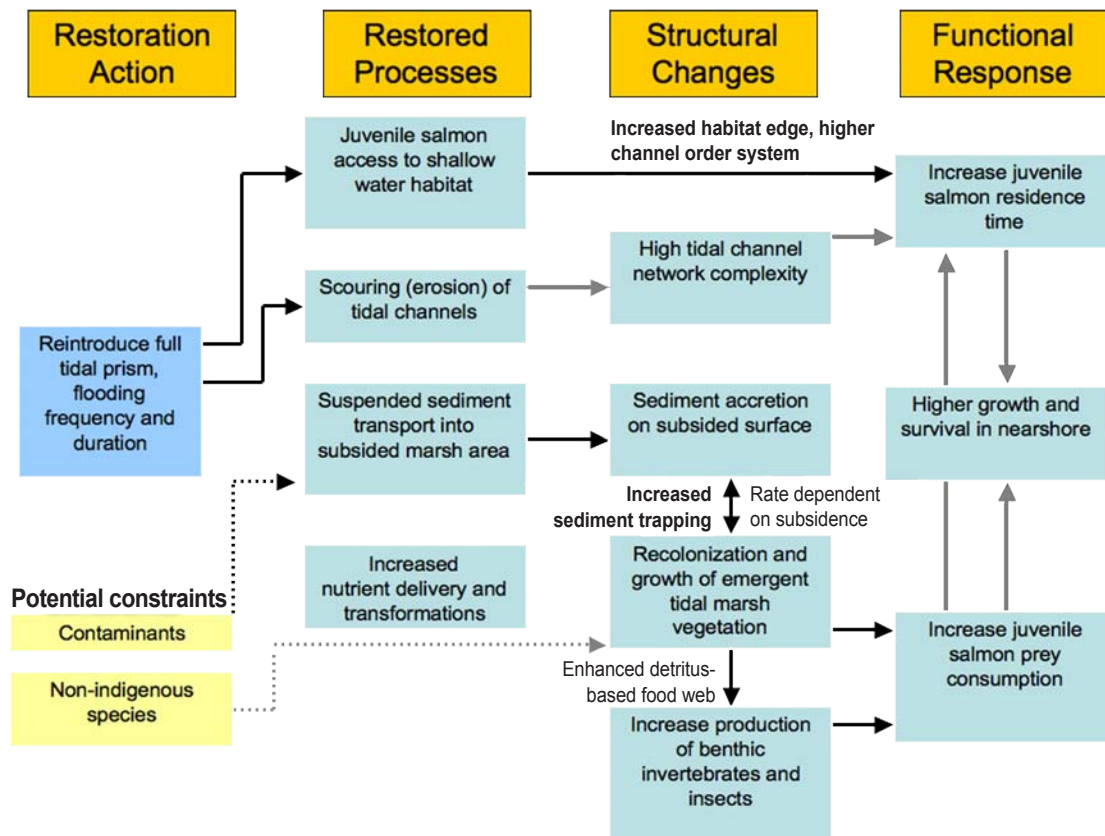 Restoration
Action
Restored
Processes
Structural
Changes
Functional
Response
Juvenile salmon
access to shallow
water habitat
Increased habitat edge, higher
channel order system
Increase juvenile
salmon residence
time
Scouring (erosion) of
tidal channels
High tidal channel
network complexity
Reintroduce full
tidal prism,
flooding
frequency and
duration
Suspended sediment
transport into
subsided marsh area
Sediment accretion
on subsided surface
Higher growth and
survival in nearshore
Increased
sediment trapping
Rate dependent
on subsidence
Increased
nutrient delivery and
transformations
Recolonization and
growth of emergent
tidal marsh
vegetation
Potential constraints
Contaminants
Non-indigenous
species
Enhanced detritus-
based food web
Increase juvenile
salmon prey
consumption
Increase production
of benthic
invertebrates and
insects